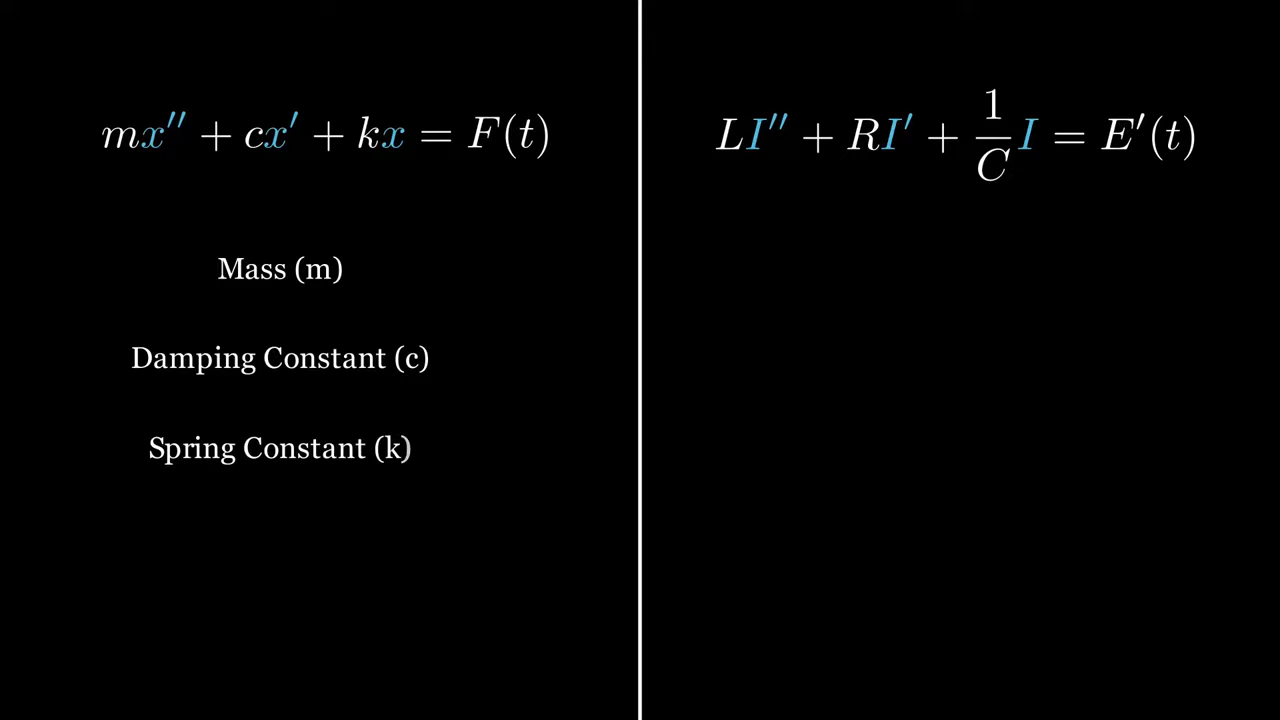 mx′′ + cx′ + kx = F(t)
Mass (m)
Damping Constant (c)
Spring Constant (k)
LI′′ + RI′ + \frac{1}{C}I = E′(t)